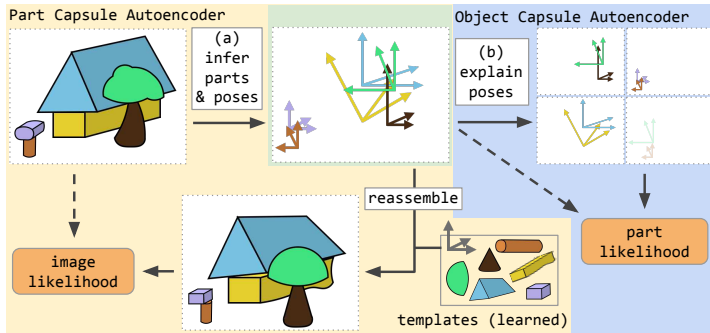 Part Capsule Autoencoder
Object Capsule Autoencoder
(a)
infer
parts
& poses
(b)
explain
poses
reassemble
image
likelihood
part
likelihood
templates (learned)